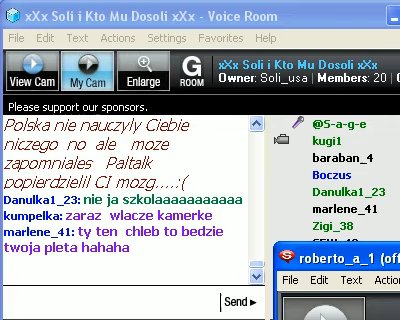 xXx Soli i Kto Mu Dosoli xXx - Voice Room
File Edit Text Actions Settings Favorites Help
View Cam My Cam Enlarge G ROOM
xXx Soli i Kto Mu Dosoli xXx
Owner: Soli_usa | Members: 20 |
Please support our sponsors.
Polska nie nauczyly Ciebie
niczego no ale moze
zapomniales Paltalk
popierdzielil CI mozg....:(
Danulka1_23: nie ja szkolaaaaaaaaaaa
kumpelka: zaraz wlacze kamerke
marlene_41: ty ten chleb to bedzie
twoja pleta hahaha
Send
@S-a-g-e
kugi1
baraban_4
Boczus
Danulka1_23
marlene_41
Zigi_38
roberto_a_1 (off
File Edit Text Action